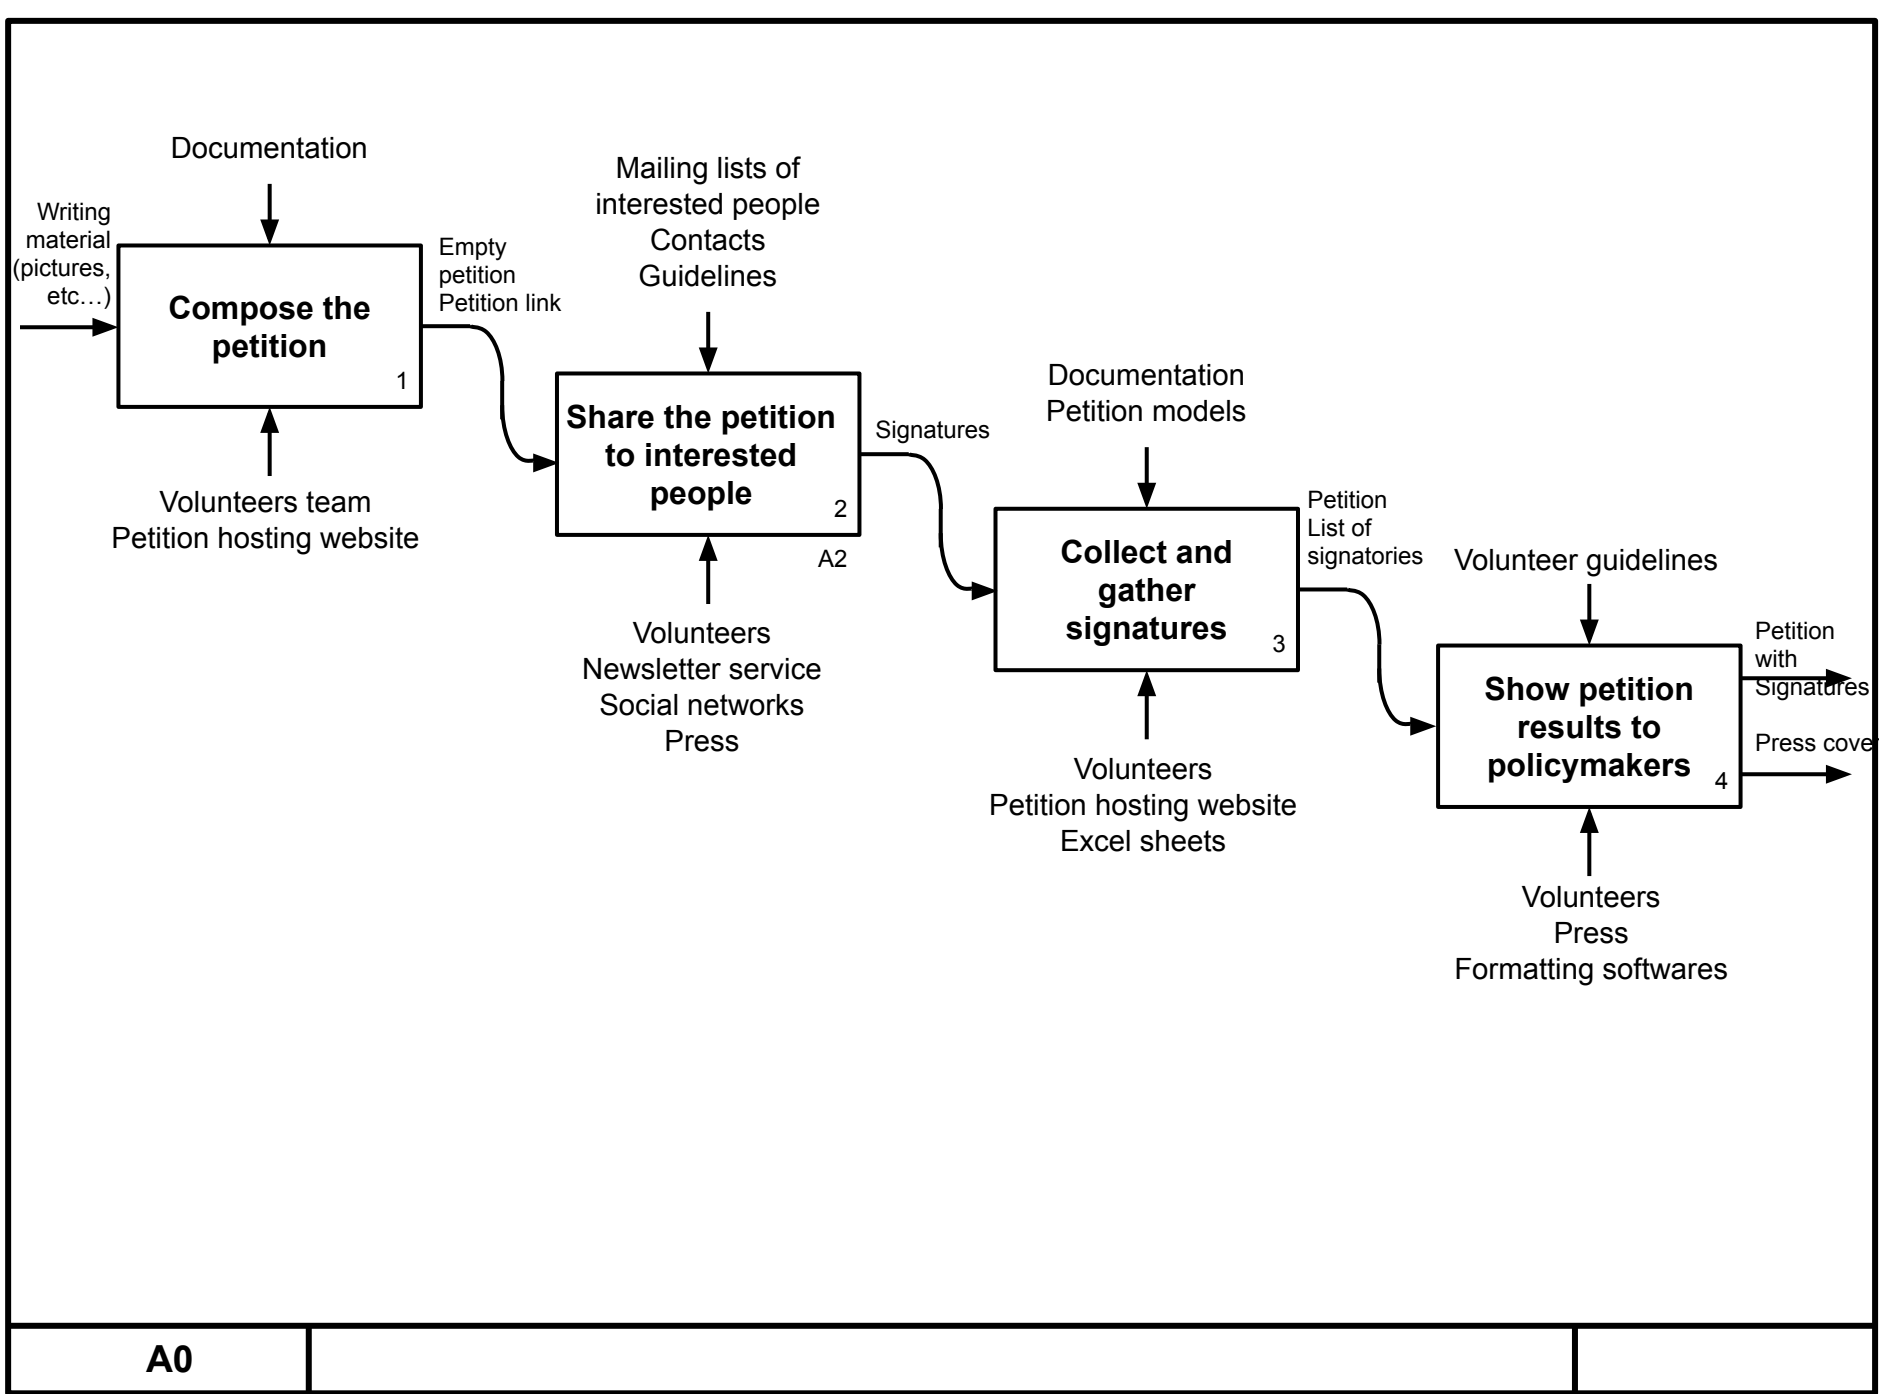 Documentation
Writing
material
(pictures,
etc…)
Compose the
petition
1
Volunteers team
Petition hosting website
Empty
petition
Petition link
Mailing lists of
interested people
Contacts
Guidelines
Share the petition
to interested
people
2
A2
Volunteers
Newsletter service
Social networks
Press
Signatures
Documentation
Petition models
Collect and
gather
signatures
3
Volunteers
Petition hosting website
Excel sheets
Petition
List of
signatories
Volunteer guidelines
Show petition
results to
policymakers
4
Volunteers
Press
Formatting softwares
Petition
with
Signatures
Press cover
A0